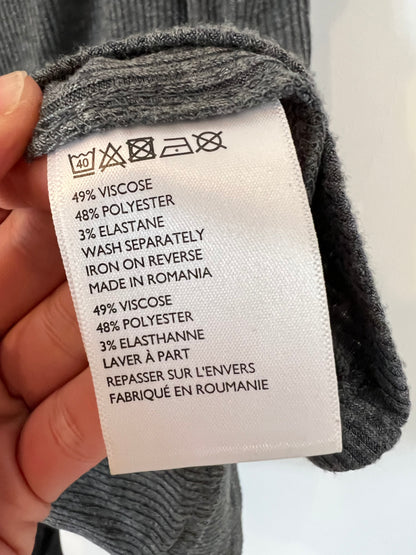 40
49% VISCOSE
48% POLYESTER
3% ELASTANE
WASH SEPARATELY
IRON ON REVERSE
MADE IN ROMANIA
49% VISCOSE
48% POLYESTER
3% ELASTHANNE
LAVER À PART
REPASSER SUR L'ENVERS
FABRIQUÉ EN ROUMANIE